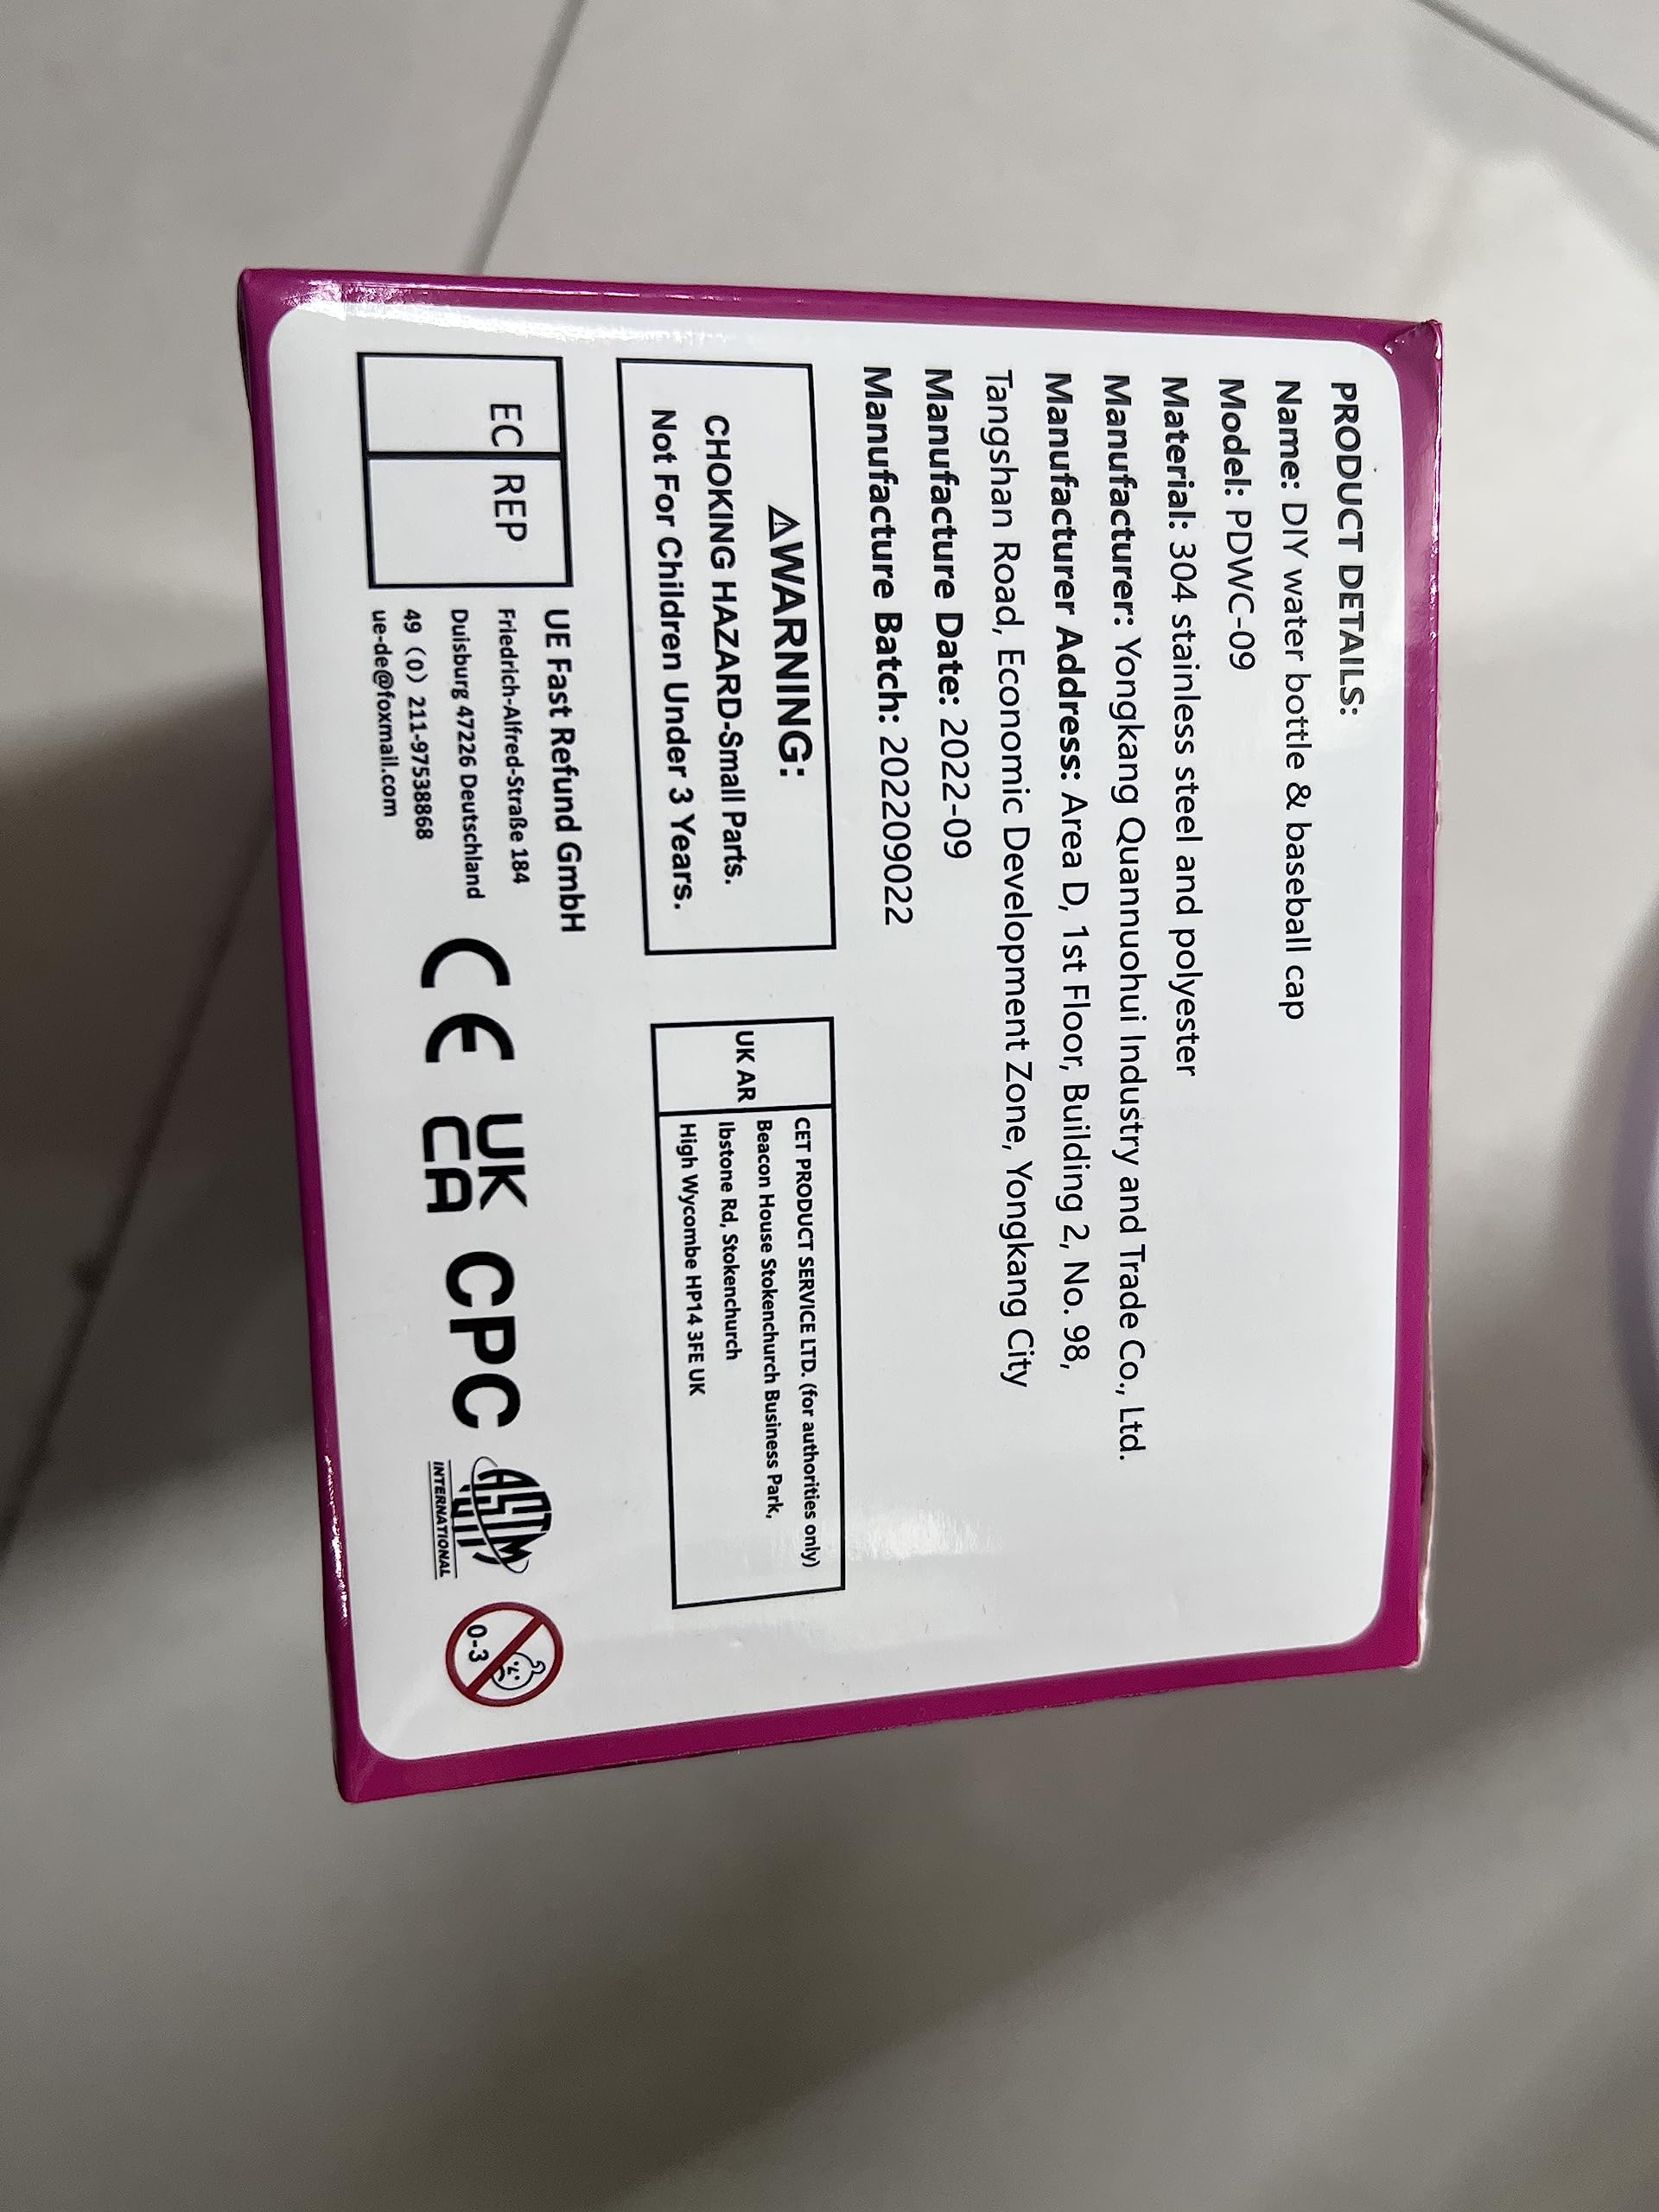 PRODUCT DETAILS:
Name: DIY water bottle & baseball cap
Model: PDWC-09
Material: 304 stainless steel and polyester
Manufacturer: Yongkang Quannuohui Industry and Trade Co., Ltd.
Manufacturer Address: Area D, 1st Floor, Building 2, No. 98,
Tangshan Road, Economic Development Zone, Yongkang City
Manufacture Date: 2022-09
Manufacture Batch: 202209022
⚠WARNING:
CHOKING HAZARD-Small Parts.
Not For Children Under 3 Years.
UK AR
CET PRODUCT SERVICE LTD. (for authorities only)
Beacon House Stokenchurch Business Park,
Ibstone Rd, Stokenchurch
High Wycombe HP14 3FE UK
EC REP
UE Fast Refund GmbH
Friedrich-Alfred-Straße 184
Duisburg 47226 Deutschland
49（0）211-97538868
ue-de@foxmail.com
CE
UK
CA
CPC
ASTM
INTERNATIONAL
0-3